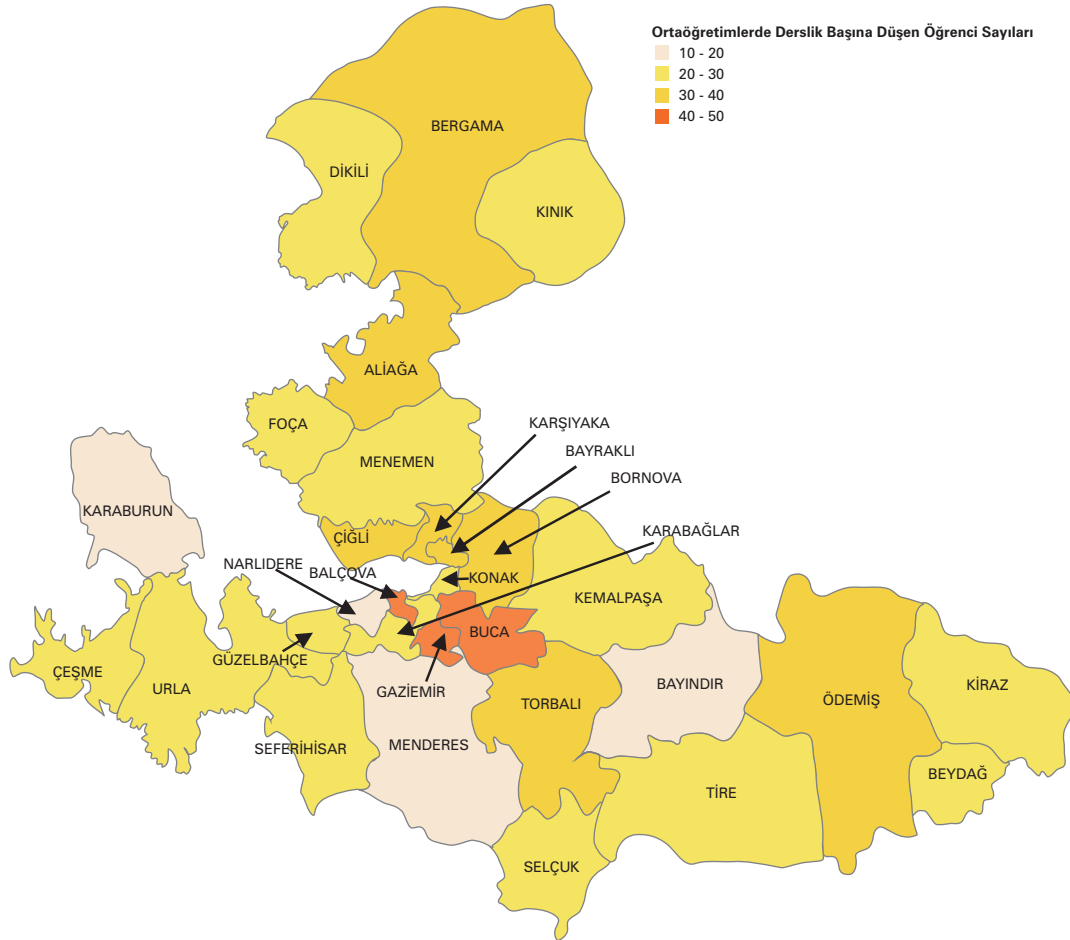 Ortaöğretimlerde Derslik Başına Düşen Öğrenci Sayıları
10 - 20
20 - 30
30 - 40
40 - 50
BERGAMA
DİKİLİ
KINIK
ALİAĞA
FOÇA
KARŞIYAKA
BAYRAKLI
MENEMEN
BORNOVA
KARABURUN
KARABAĞLAR
ÇİĞLİ
NARLIDERE
BALÇOVA
KONAK
KEMALPAŞA
BUCA
GÜZELBAHÇE
ÇEŞME
URLA
GAZİEMİR
BAYINDIR
KİRAZ
TORBALI
ÖDEMİŞ
SEFERİHİSAR
MENDERES
BEYDAĞ
TİRE
SELÇUK